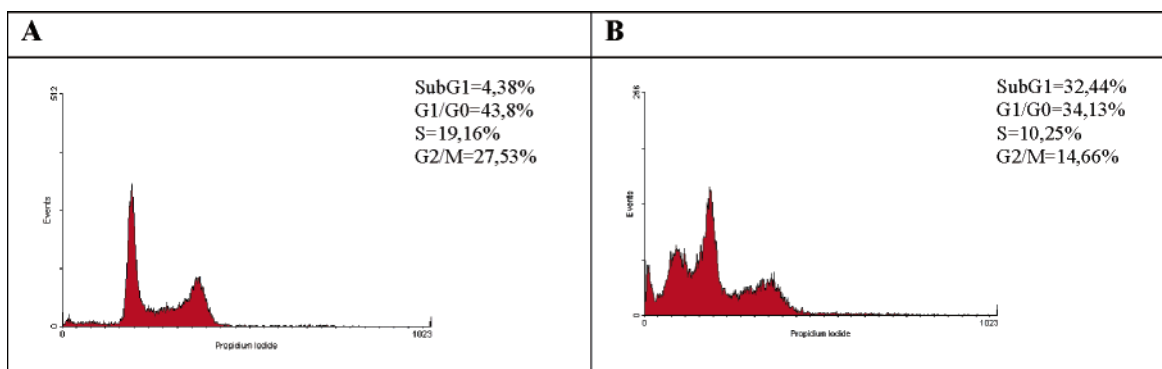 A
B
SubG1=4,38%
G1/G0=43,8%
S=19,16%
G2/M=27,53%
512
Events
0
0
1023
Propidium Iodide
SubG1=32,44%
G1/G0=34,13%
S=10,25%
G2/M=14,66%
Events
0
0
1023
Propidium Iodide